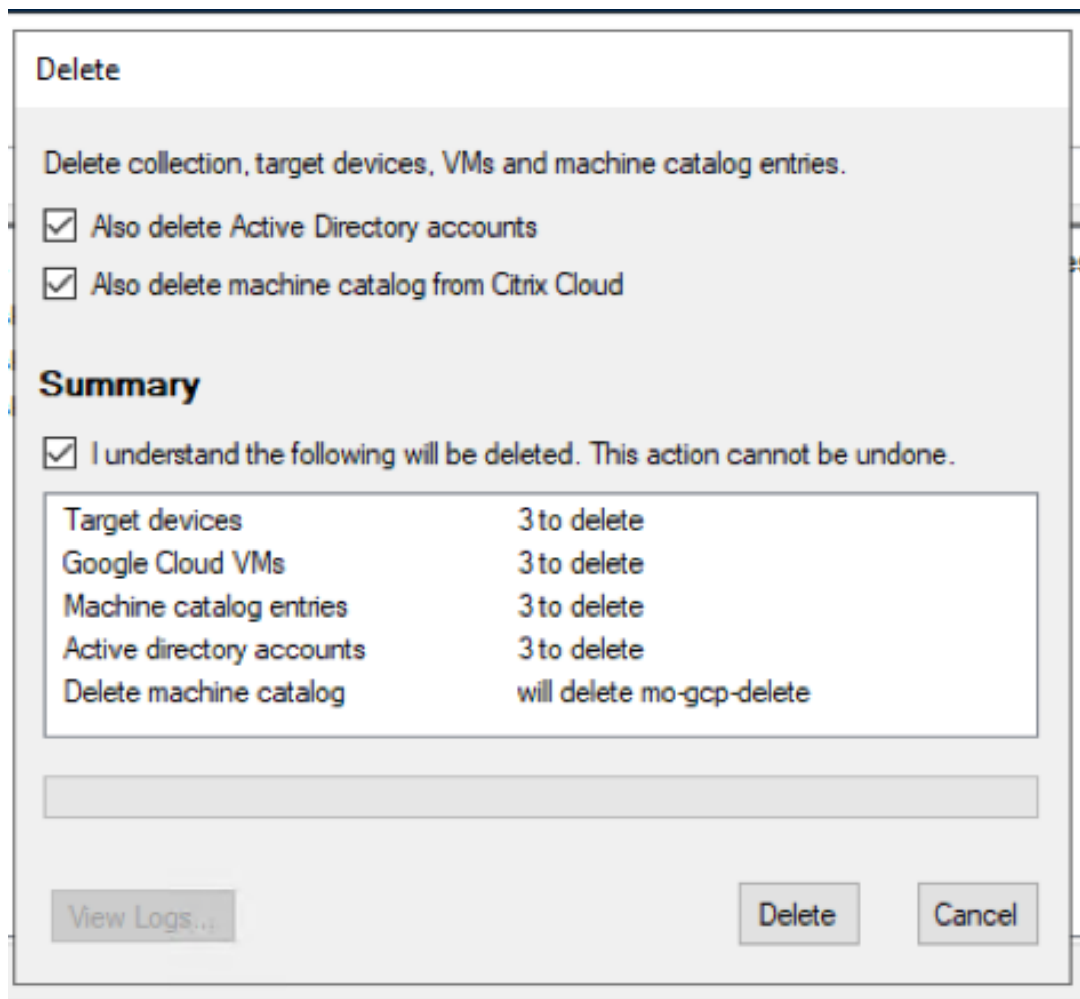 Delete
Delete collection, target devices, VMs and machine catalog entries.
Also delete Active Directory accounts
Also delete machine catalog from Citrix Cloud
Summary
I understand the following will be deleted. This action cannot be undone.
Target devices 3 to delete
Google Cloud VMs 3 to delete
Machine catalog entries 3 to delete
Active directory accounts 3 to delete
Delete machine catalog will delete mo-gcp-delete
View Logs... Delete Cancel